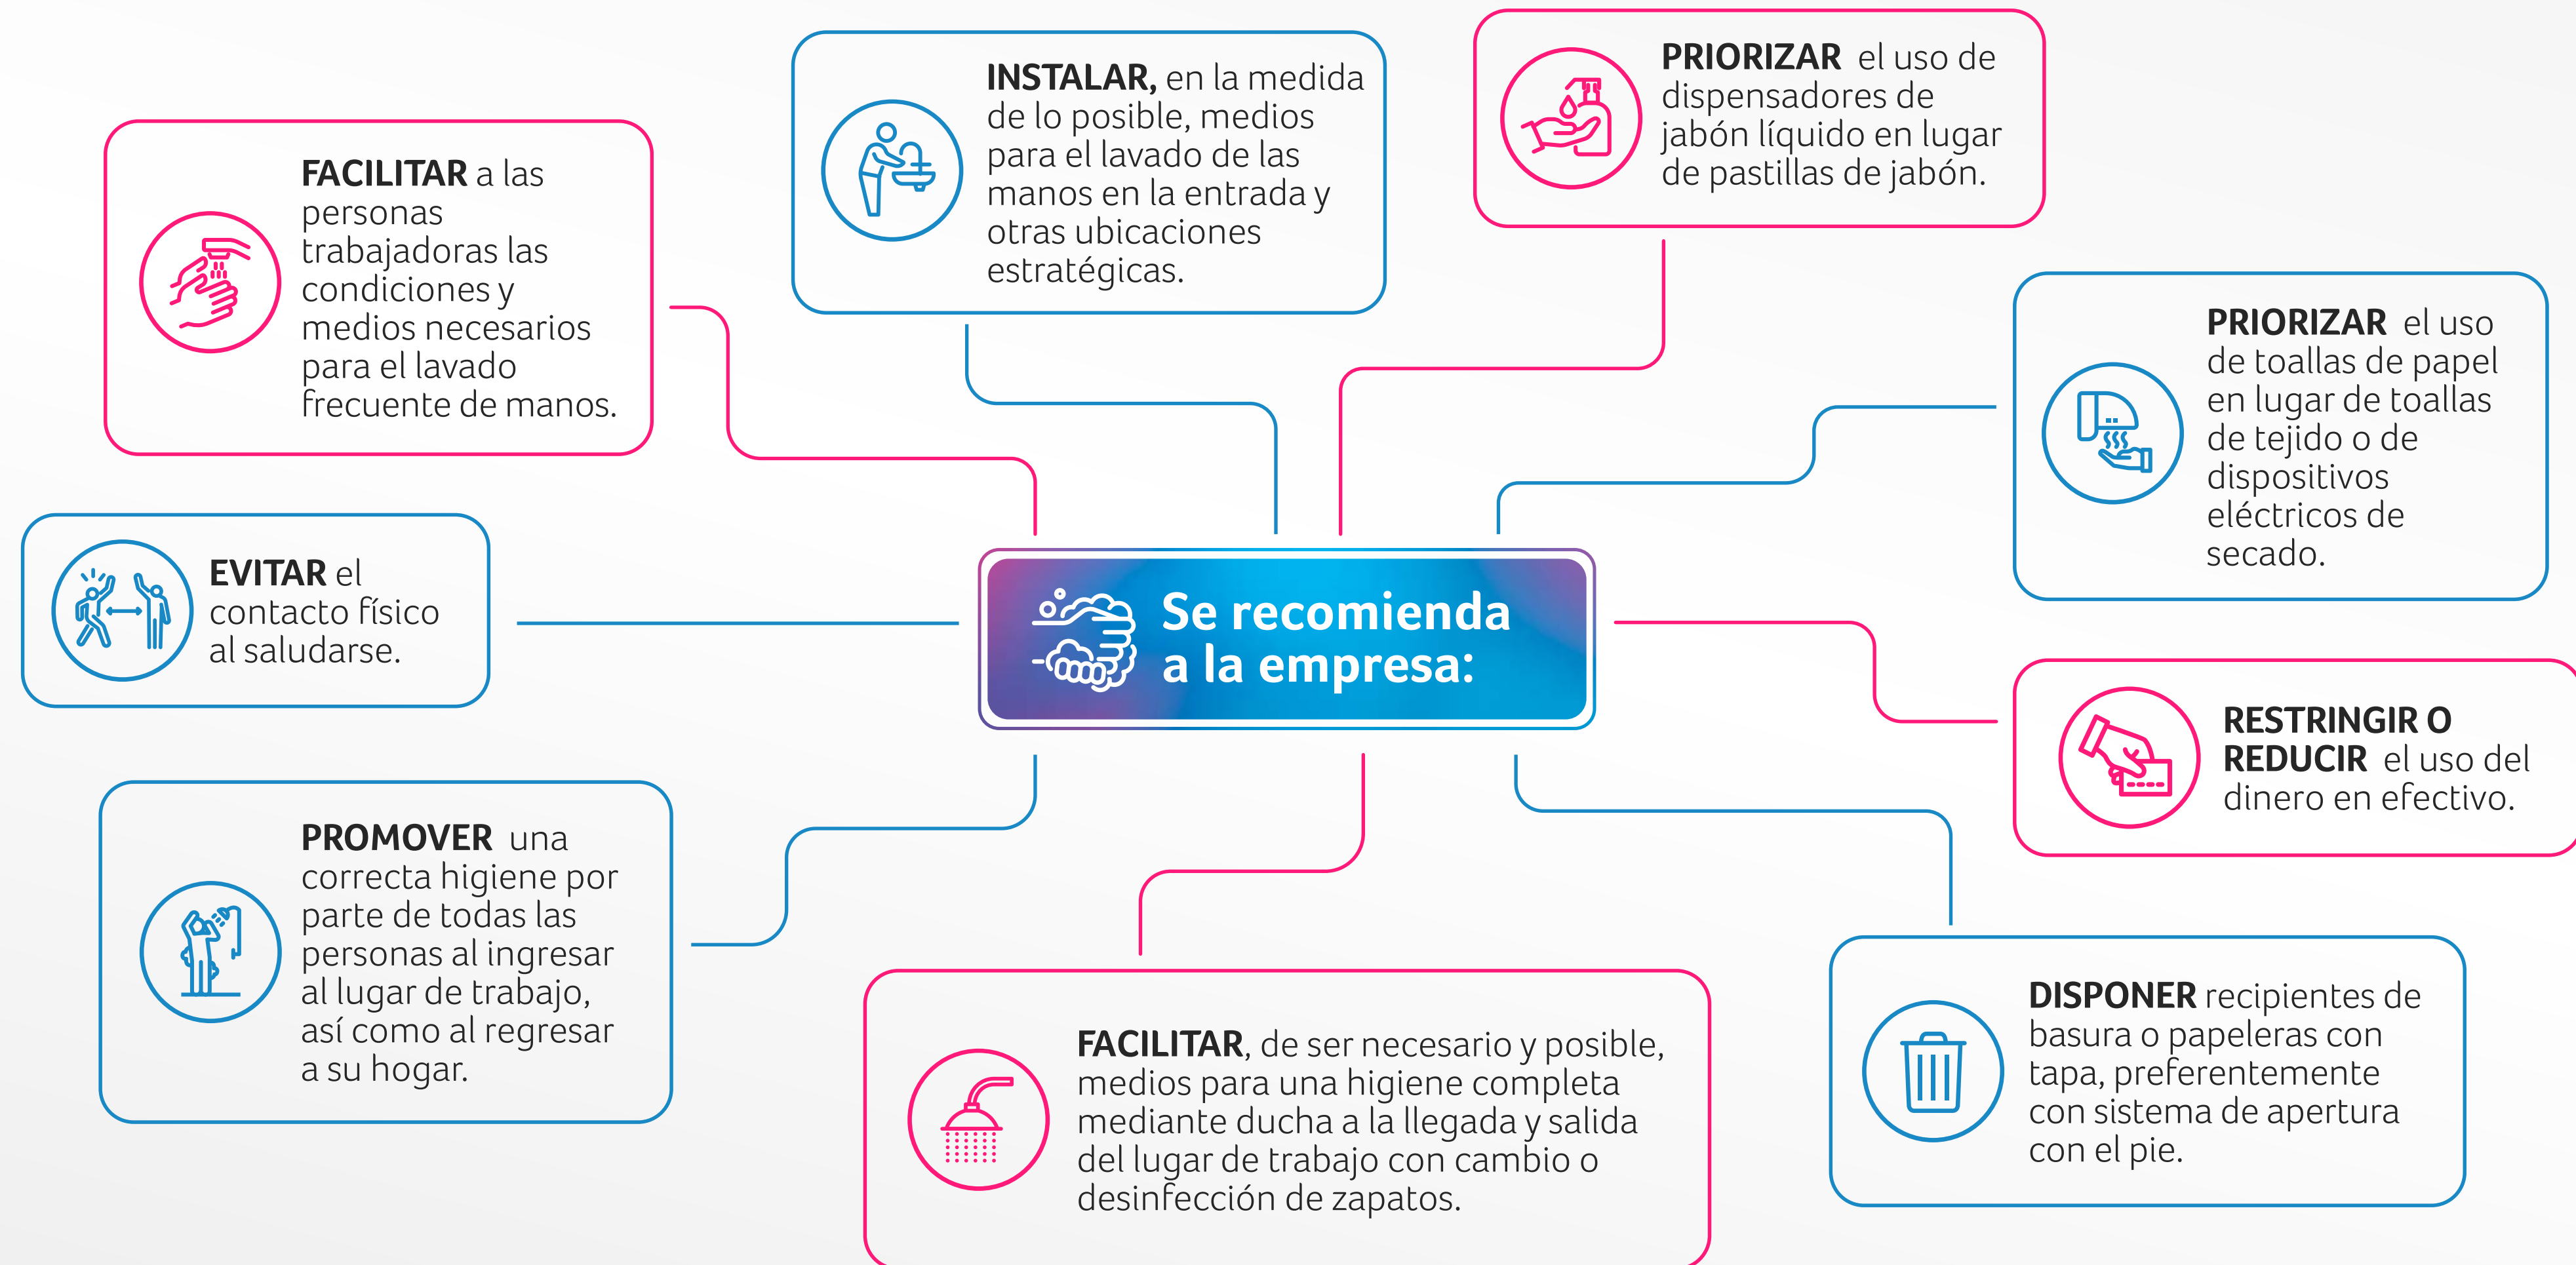 Se recomienda
a la empresa:
FACILITAR a las
personas
trabajadoras las
condiciones y
medios necesarios
para el lavado
frecuente de manos.
INSTALAR, en la medida
de lo posible, medios
para el lavado de las
manos en la entrada y
otras ubicaciones
estratégicas.
PRIORIZAR el uso de
dispensadores de
jabón líquido en lugar
de pastillas de jabón.
PRIORIZAR el uso
de toallas de papel
en lugar de toallas
de tejido o de
dispositivos
eléctricos de
secado.
RESTRINGIR O
REDUCIR el uso del
dinero en efectivo.
DISPONER recipientes de
basura o papeleras con
tapa, preferentemente
con sistema de apertura
con el pie.
FACILITAR, de ser necesario y posible,
medios para una higiene completa
mediante ducha a la llegada y salida
del lugar de trabajo con cambio o
desinfección de zapatos.
PROMOVER una
correcta higiene por
parte de todas las
personas al ingresar
al lugar de trabajo,
así como al regresar
a su hogar.
EVITAR el
contacto físico
al saludarse.